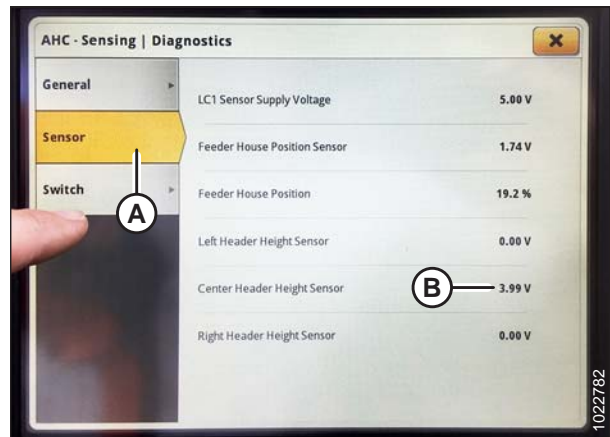 AHC - Sensing | Diagnostics
General
Sensor
Switch
LC1 Sensor Supply Voltage 5.00 V
Feeder House Position Sensor 1.74 V
Feeder House Position 19.2 %
Left Header Height Sensor 0.00 V
Center Header Height Sensor 3.99 V
Right Header Height Sensor 0.00 V
A
B
1022782